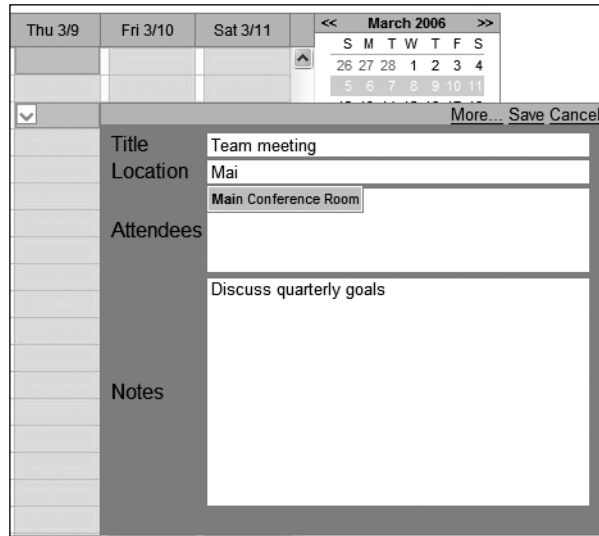 Thu 3/9 Fri 3/10 Sat 3/11 << March 2006 >>
S M T W T F S
26 27 28 1 2 3 4
5 6 7 8 9 10 11
More... Save Cancel
Title Team meeting
Location Mai
Main Conference Room
Attendees
Discuss quarterly goals
Notes